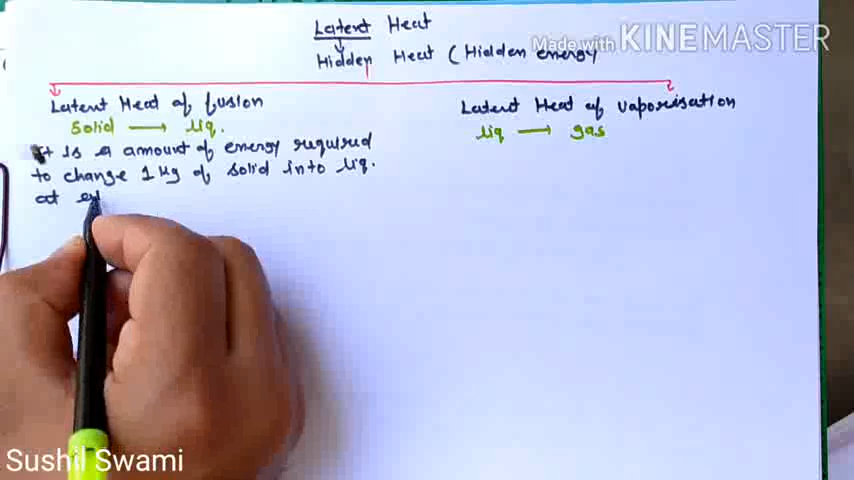 Latent Heat
Hidden Heat (Hidden energy
Made with KINEMASTER
Latent Heat of fusion
Solid → liq.
It is a amount of energy required
to change 1 Kg of solid into liq.
at
Latent Heat of vaporisation
liq → gas
Sushil Swami